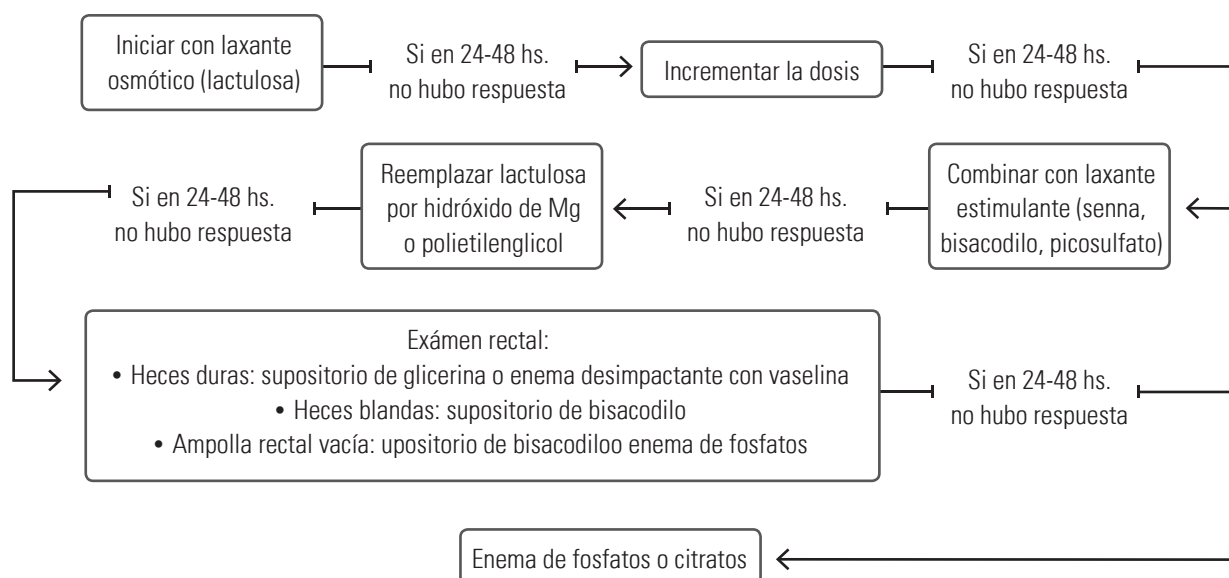 Iniciar con laxante
osmótico (lactulosa)
Si en 24-48 hs.
no hubo respuesta
Incrementar la dosis
Si en 24-48 hs.
no hubo respuesta
Combinar con laxante
estimulante (senna,
bisacodilo, picosulfato)
Si en 24-48 hs.
no hubo respuesta
Reemplazar lactulosa
por hidróxido de Mg
o polietilenglicol
Si en 24-48 hs.
no hubo respuesta
Exámen rectal:
• Heces duras: supositorio de glicerina o enema desimpactante con vaselina
• Heces blandas: supositorio de bisacodilo
• Ampolla rectal vacía: upositorio de bisacodiloo enema de fosfatos
Si en 24-48 hs.
no hubo respuesta
Enema de fosfatos o citratos